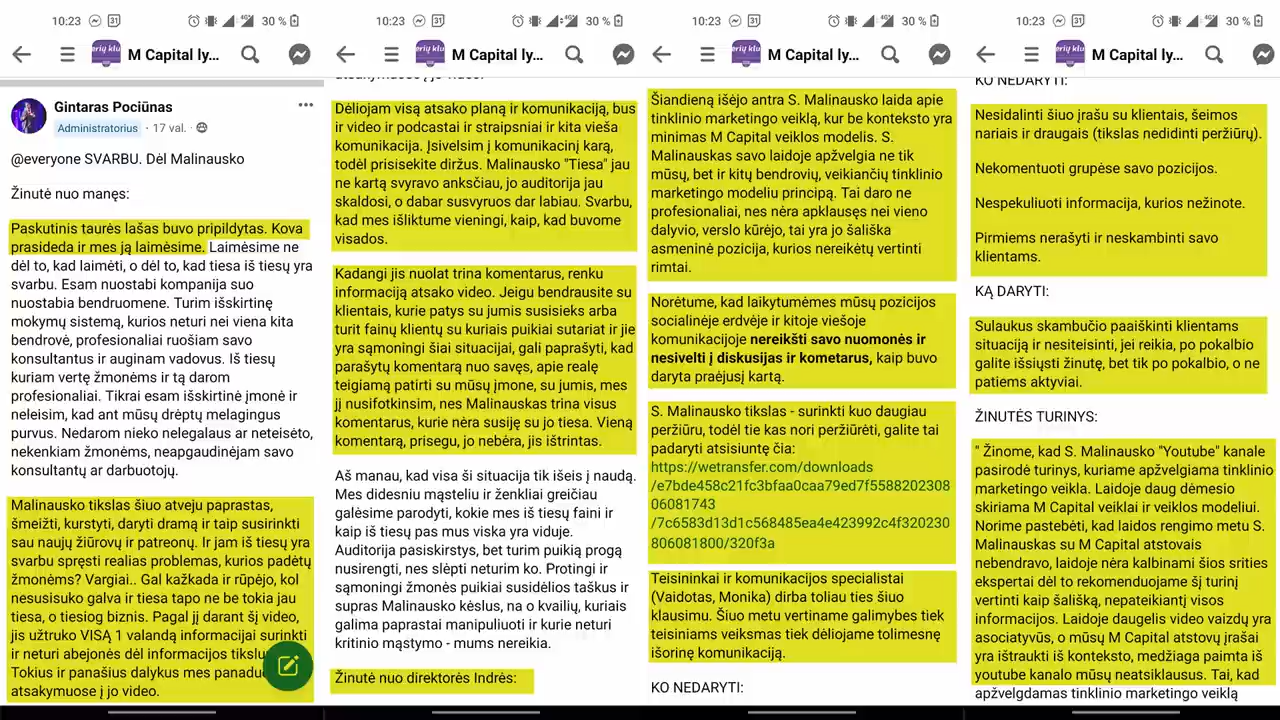 10:23
30 %
M Capital ly...
Gintaras Pociūnas
Administratorius · 17 val. ·
@everyone SVARBU. Dėl Malinausko
Žinutė nuo manęs:
Paskutinis taurės lašas buvo pripildytas. Kova
prasideda ir mes ją laimėsime. Laimėsime ne
dėl to, kad laimėti, o dėl to, kad tiesa iš tiesų yra
svarbu. Esam nuostabi kompanija suo
nuostabia bendruomene. Turim išskirtinę
mokymų sistemą, kurios neturi nei viena kita
bendrovė, profesionaliai ruošiam savo
konsultantus ir auginam vadovus. Iš tiesų
kuriam vertę žmonėms ir tą darom
profesionaliai. Tikrai esam išskirtinė įmonė ir
neleisim, kad ant mūsų drėptų melagingus
purvus. Nedarom nieko nelegalaus ar neteisėto,
nekenkiam žmonėms, neapgaudinėjam savo
konsultantų ar darbuotojų.
Malinausko tikslas šiuo atveju paprastas,
šmeižti, kurstyti, daryti dramą ir taip susirinkti
sau naujų žiūrovų ir patreonų. Ir jam iš tiesų yra
svarbu spręsti realias problemas, kurios padėtų
žmonėms? Vargiai.. Gal kažkada ir rūpėjo, kol
nesusisuko galva ir tiesa tapo ne be tokia jau
tiesa, o tiesiog biznis. Pagal jį darant šį video,
jis užtruko VISĄ 1 valandą informacijai surinkti
ir neturi abejonės dėl informacijos tikslu
Tokius ir panašius dalykus mes panadu
atsakymuose į jo video.
10:23
30 %
M Capital ly...
atsakymuose į jo video.
Dėliojam visą atsako planą ir komunikaciją, bus
ir video ir podcastai ir straipsniai ir kita vieša
komunikacija. Įsivelsim į komunikacinį karą,
todėl prisisekite diržus. Malinausko "Tiesa" jau
ne kartą svyravo anksčiau, jo auditorija jau
skaldosi, o dabar susvyruos dar labiau. Svarbu,
kad mes išliktume vieningi, kaip, kad buvome
visados.
Kadangi jis nuolat trina komentarus, renku
informaciją atsako video. Jeigu bendrausite su
klientais, kurie patys su jumis susisieks arba
turit fainų klientų su kuriais puikiai sutariat ir jie
yra sąmoningi šiai situacijai, gali paprašyti, kad
parašytų komentarą nuo savęs, apie realę
teigiamą patirti su mūsų įmone, su jumis, mes
jį nusifotkinsim, nes Malinauskas trina visus
komentarus, kurie nėra susiję su jo tiesa. Vieną
komentarą, prisegu, jo nebėra, jis ištrintas.
Aš manau, kad visa ši situacija tik išeis į naudą.
Mes didesniu mąsteliu ir ženkliai greičiau
galėsime parodyti, kokie mes iš tiesų faini ir
kaip iš tiesų pas mus viska yra viduje.
Auditorija pasiskirstys, bet turim puikią progą
nusirengti, nes slėpti neturim ko. Protingi ir
sąmoningi žmonės puikiai susidėlios taškus ir
supras Malinausko kėslus, na o kvailių, kuriais
galima paprastai manipuliuoti ir kurie neturi
kritinio mąstymo - mums nereikia.
Žinutė nuo direktorės Indrės:
10:23
30 %
M Capital ly...
Šiandieną išėjo antra S. Malinausko laida apie
tinklinio marketingo veiklą, kur be konteksto yra
minimas M Capital veiklos modelis. S.
Malinauskas savo laidoje apžvelgia ne tik
mūsų, bet ir kitų bendrovių, veikiančių tinklinio
marketingo modeliu principą. Tai daro ne
profesionaliai, nes nėra apklausęs nei vieno
dalyvio, verslo kūrėjo, tai yra jo šališka
asmeninė pozicija, kurios nereikėtų vertinti
rimtai.
Norėtume, kad laikytumėmės mūsų pozicijos
socialinėje erdvėje ir kitoje viešoje
komunikacijoje nereikšti savo nuomonės ir
nesivelti į diskusijas ir kometarus, kaip buvo
daryta praėjusį kartą.
S. Malinausko tikslas - surinkti kuo daugiau
peržiūrų, todėl tie kas nori peržiūrėti, galite tai
padaryti atsisiuntę čia:
https://wetransfer.com/downloads
/e7bde458c21fc3bfaa0caa79ed7f5588202308
06081743
/7c6583d13d1c568485ea4e423992c4f320230
806081800/320f3a
Teisininkai ir komunikacijos specialistai
(Vaidotas, Monika) dirba toliau ties šiuo
klausimu. Šiuo metu vertiname galimybes tiek
teisiniams veiksmas tiek dėliojame tolimesnę
išorinę komunikaciją.
KO NEDARYTI:
10:23
30 %
M Capital ly...
KO NEDARYTI:
Nesidalinti šiuo įrašu su klientais, šeimos
nariais ir draugais (tikslas nedidinti peržiūrų).
Nekomentuoti grupėse savo pozicijos.
Nespekuliuoti informacija, kurios nežinote.
Pirmiems nerašyti ir neskambinti savo
klientams.
KĄ DARYTI:
Sulaukus skambučio paaiškinti klientams
situaciją ir nesiteisinti, jei reikia, po pokalbio
galite išsiųsti žinutę, bet tik po pokalbio, o ne
patiems aktyviai.
ŽINUTĖS TURINYS:
" Žinome, kad S. Malinausko "Youtube" kanale
pasirodė turinys, kuriame apžvelgiama tinklinio
marketingo veikla. Laidoje daug dėmesio
skiriama M Capital veiklai ir veiklos modeliui.
Norime pastebėti, kad laidos rengimo metu S.
Malinauskas su M Capital atstovais
nebendravo, laidoje nėra kalbinami šios srities
ekspertai dėl to rekomenduojame šį turinį
vertinti kaip šališką, nepateikiantį visos
informacijos. Laidoje daugelis video vaizdų yra
asociatyvūs, o mūsų M Capital atstovų įrašai
yra ištraukti iš konteksto, medžiaga paimta iš
youtube kanalo mūsų neatsiklausus. Tai, kad
apžvelgdamas tinklinio marketingo veiklą